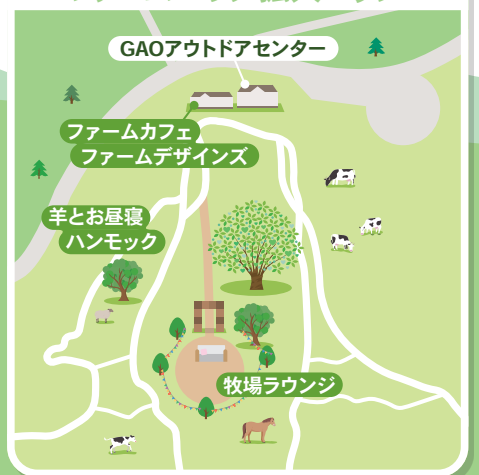 GAOアウトドアセンター
ファームカフェ
ファームデザインズ
羊とお昼寝
ハンモック
牧場ラウンジ